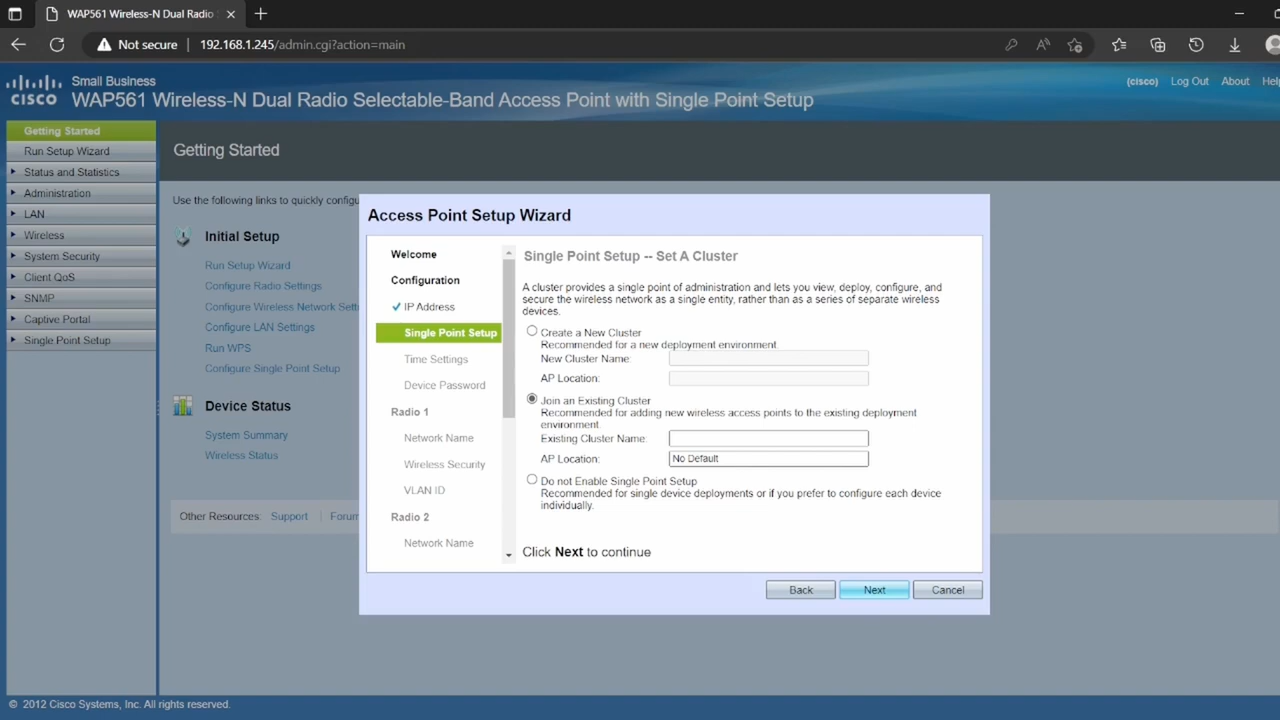 WAP561 Wireless-N Dual Radio
Not secure
192.168.1.245/admin.cgi?action=main
Small Business
CISCO
WAP561 Wireless-N Dual Radio Selectable-Band Access Point with Single Point Setup
(cisco) Log Out About Help
Getting Started
Run Setup Wizard
Status and Statistics
Administration
LAN
Wireless
System Security
Client QoS
SNMP
Captive Portal
Single Point Setup
Getting Started
Use the following links to quickly configu
Initial Setup
Run Setup Wizard
Configure Radio Settings
Configure Wireless Network Sett
Configure LAN Settings
Run WPS
Configure Single Point Setup
Device Status
System Summary
Wireless Status
Other Resources: Support | Forum
Access Point Setup Wizard
Welcome
Configuration
IP Address
Single Point Setup
Time Settings
Device Password
Radio 1
Network Name
Wireless Security
VLAN ID
Radio 2
Network Name
Single Point Setup -- Set A Cluster
A cluster provides a single point of administration and lets you view, deploy, configure, and
secure the wireless network as a single entity, rather than as a series of separate wireless
devices.
Create a New Cluster
Recommended for a new deployment environment.
New Cluster Name:
AP Location:
Join an Existing Cluster
Recommended for adding new wireless access points to the existing deployment
environment.
Existing Cluster Name:
AP Location: No Default
Do not Enable Single Point Setup
Recommended for single device deployments or if you prefer to configure each device
individually.
Click Next to continue
Back Next Cancel
© 2012 Cisco Systems, Inc. All rights reserved.